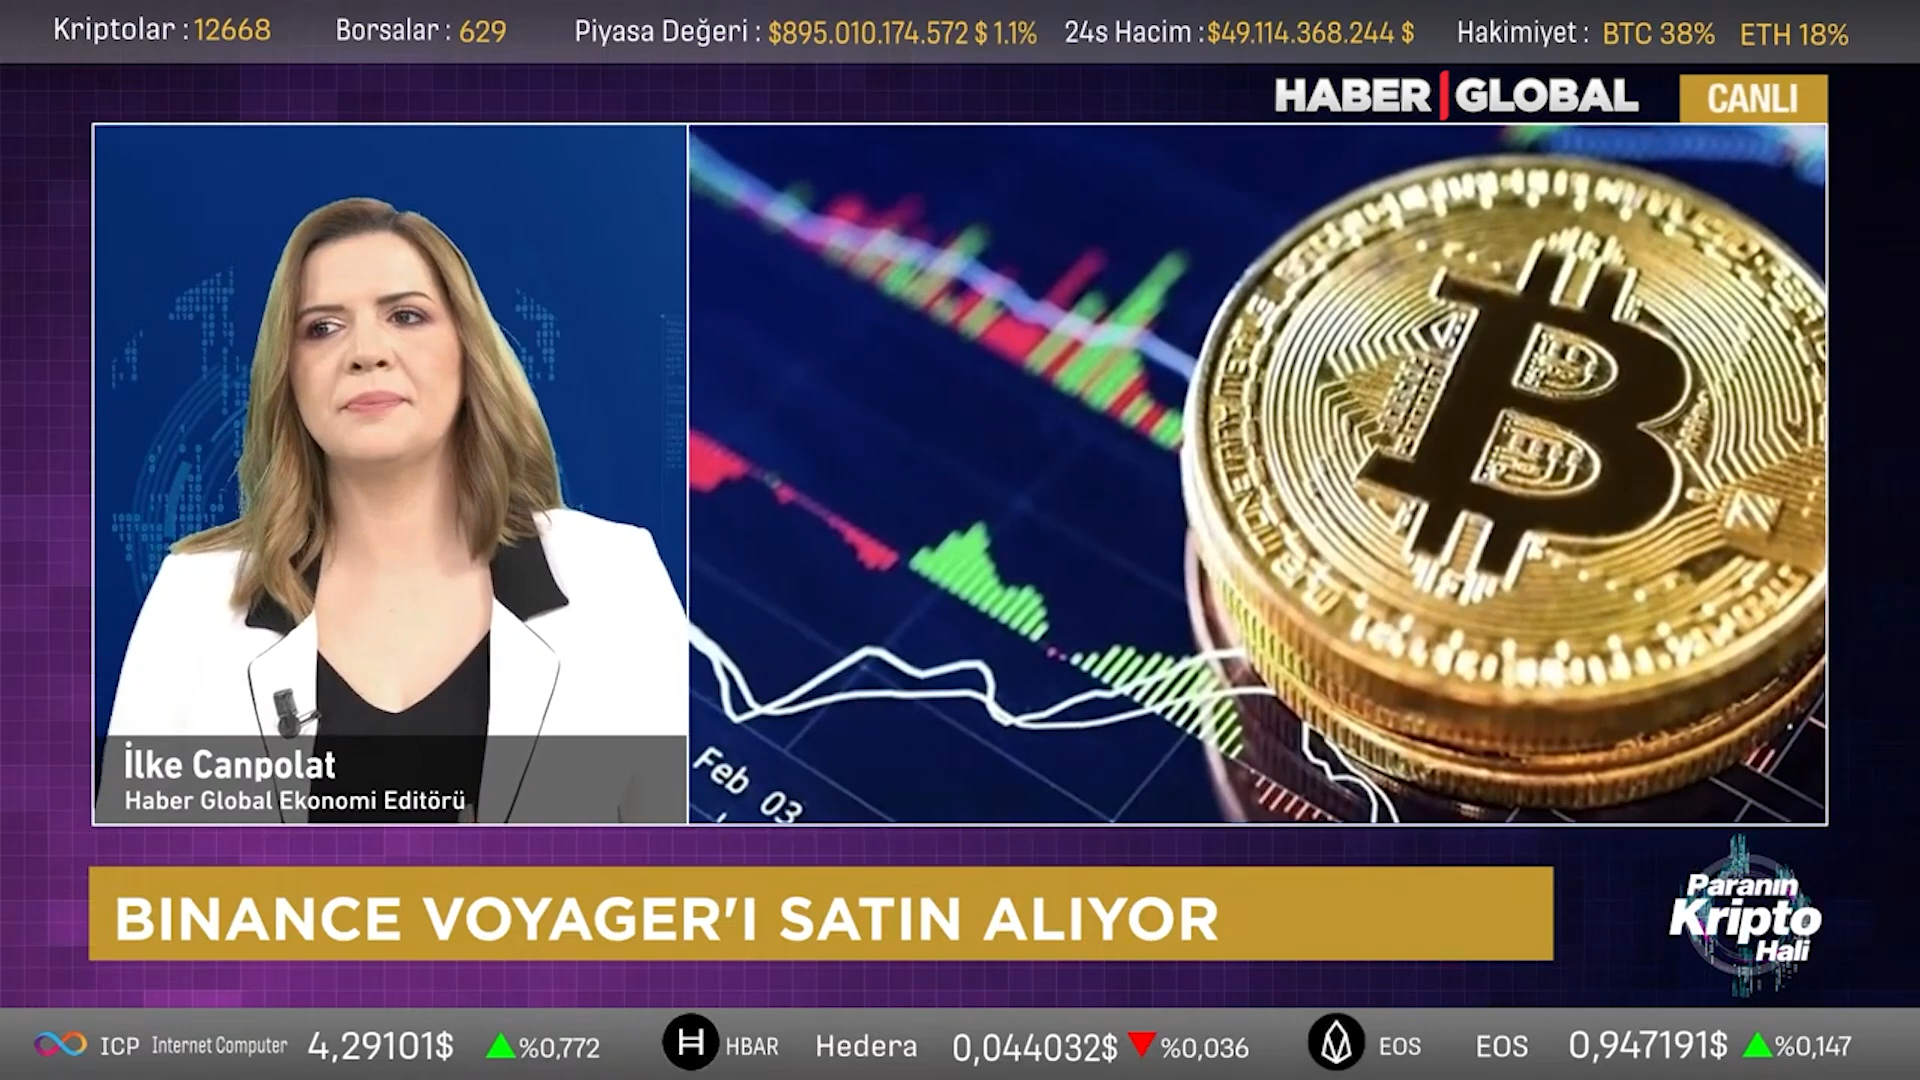 Kriptolar : 12668 Borsalar : 629 Piyasa Değeri : $895.010.174.572 $ 1.1% 24s Hacim : $49.114.368.244 $ Hakimiyet : BTC 38% ETH 18%
HABER GLOBAL CANLI
Feb 03
İlke Canpolat
Haber Global Ekonomi Editörü
BINANCE VOYAGER'I SATIN ALIYOR
Paranın
Kripto
Hali
ICP Internet Computer 4,29101$ %0,772 HBAR Hedera 0,044032$ %0,036 EOS EOS 0,947191$ %0,147